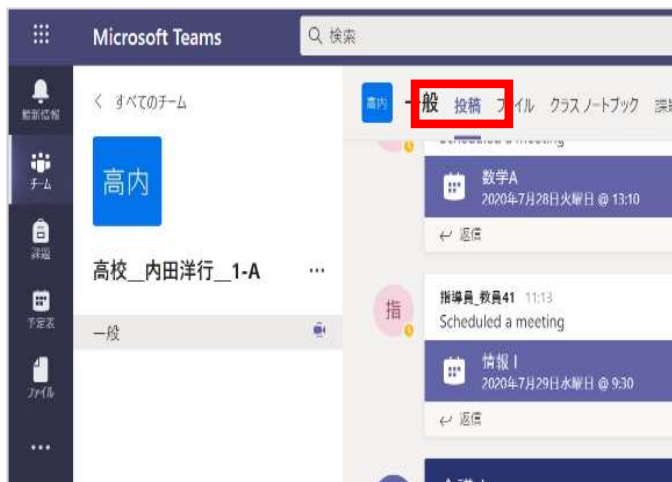 Microsoft Teams
検索
最新情報
チーム
課題
予定表
ファイル
すべてのチーム
高内
高校__内田洋行__1-A
一般
高内 一般 投稿 ファイル クラス ノートブック
Scheduled a meeting
数学A
2020年7月28日火曜日 @ 13:10
返信
指
指導員_教員41 11:13
Scheduled a meeting
情報 I
2020年7月29日水曜日 @ 9:30
返信